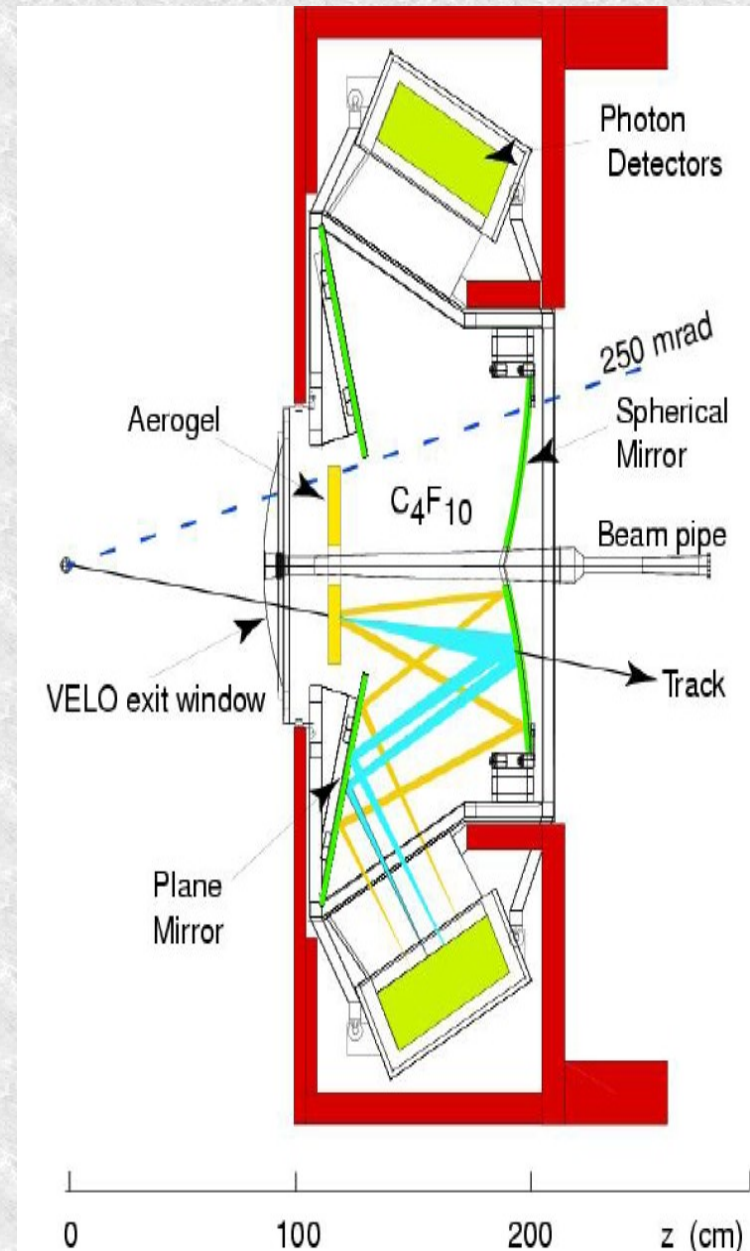 Photon
Detectors
250 mrad
Aerogel
Spherical
Mirror
C4F10
Beam pipe
VELO exit window
Track
Plane
Mirror
0 100 200 z (cm)